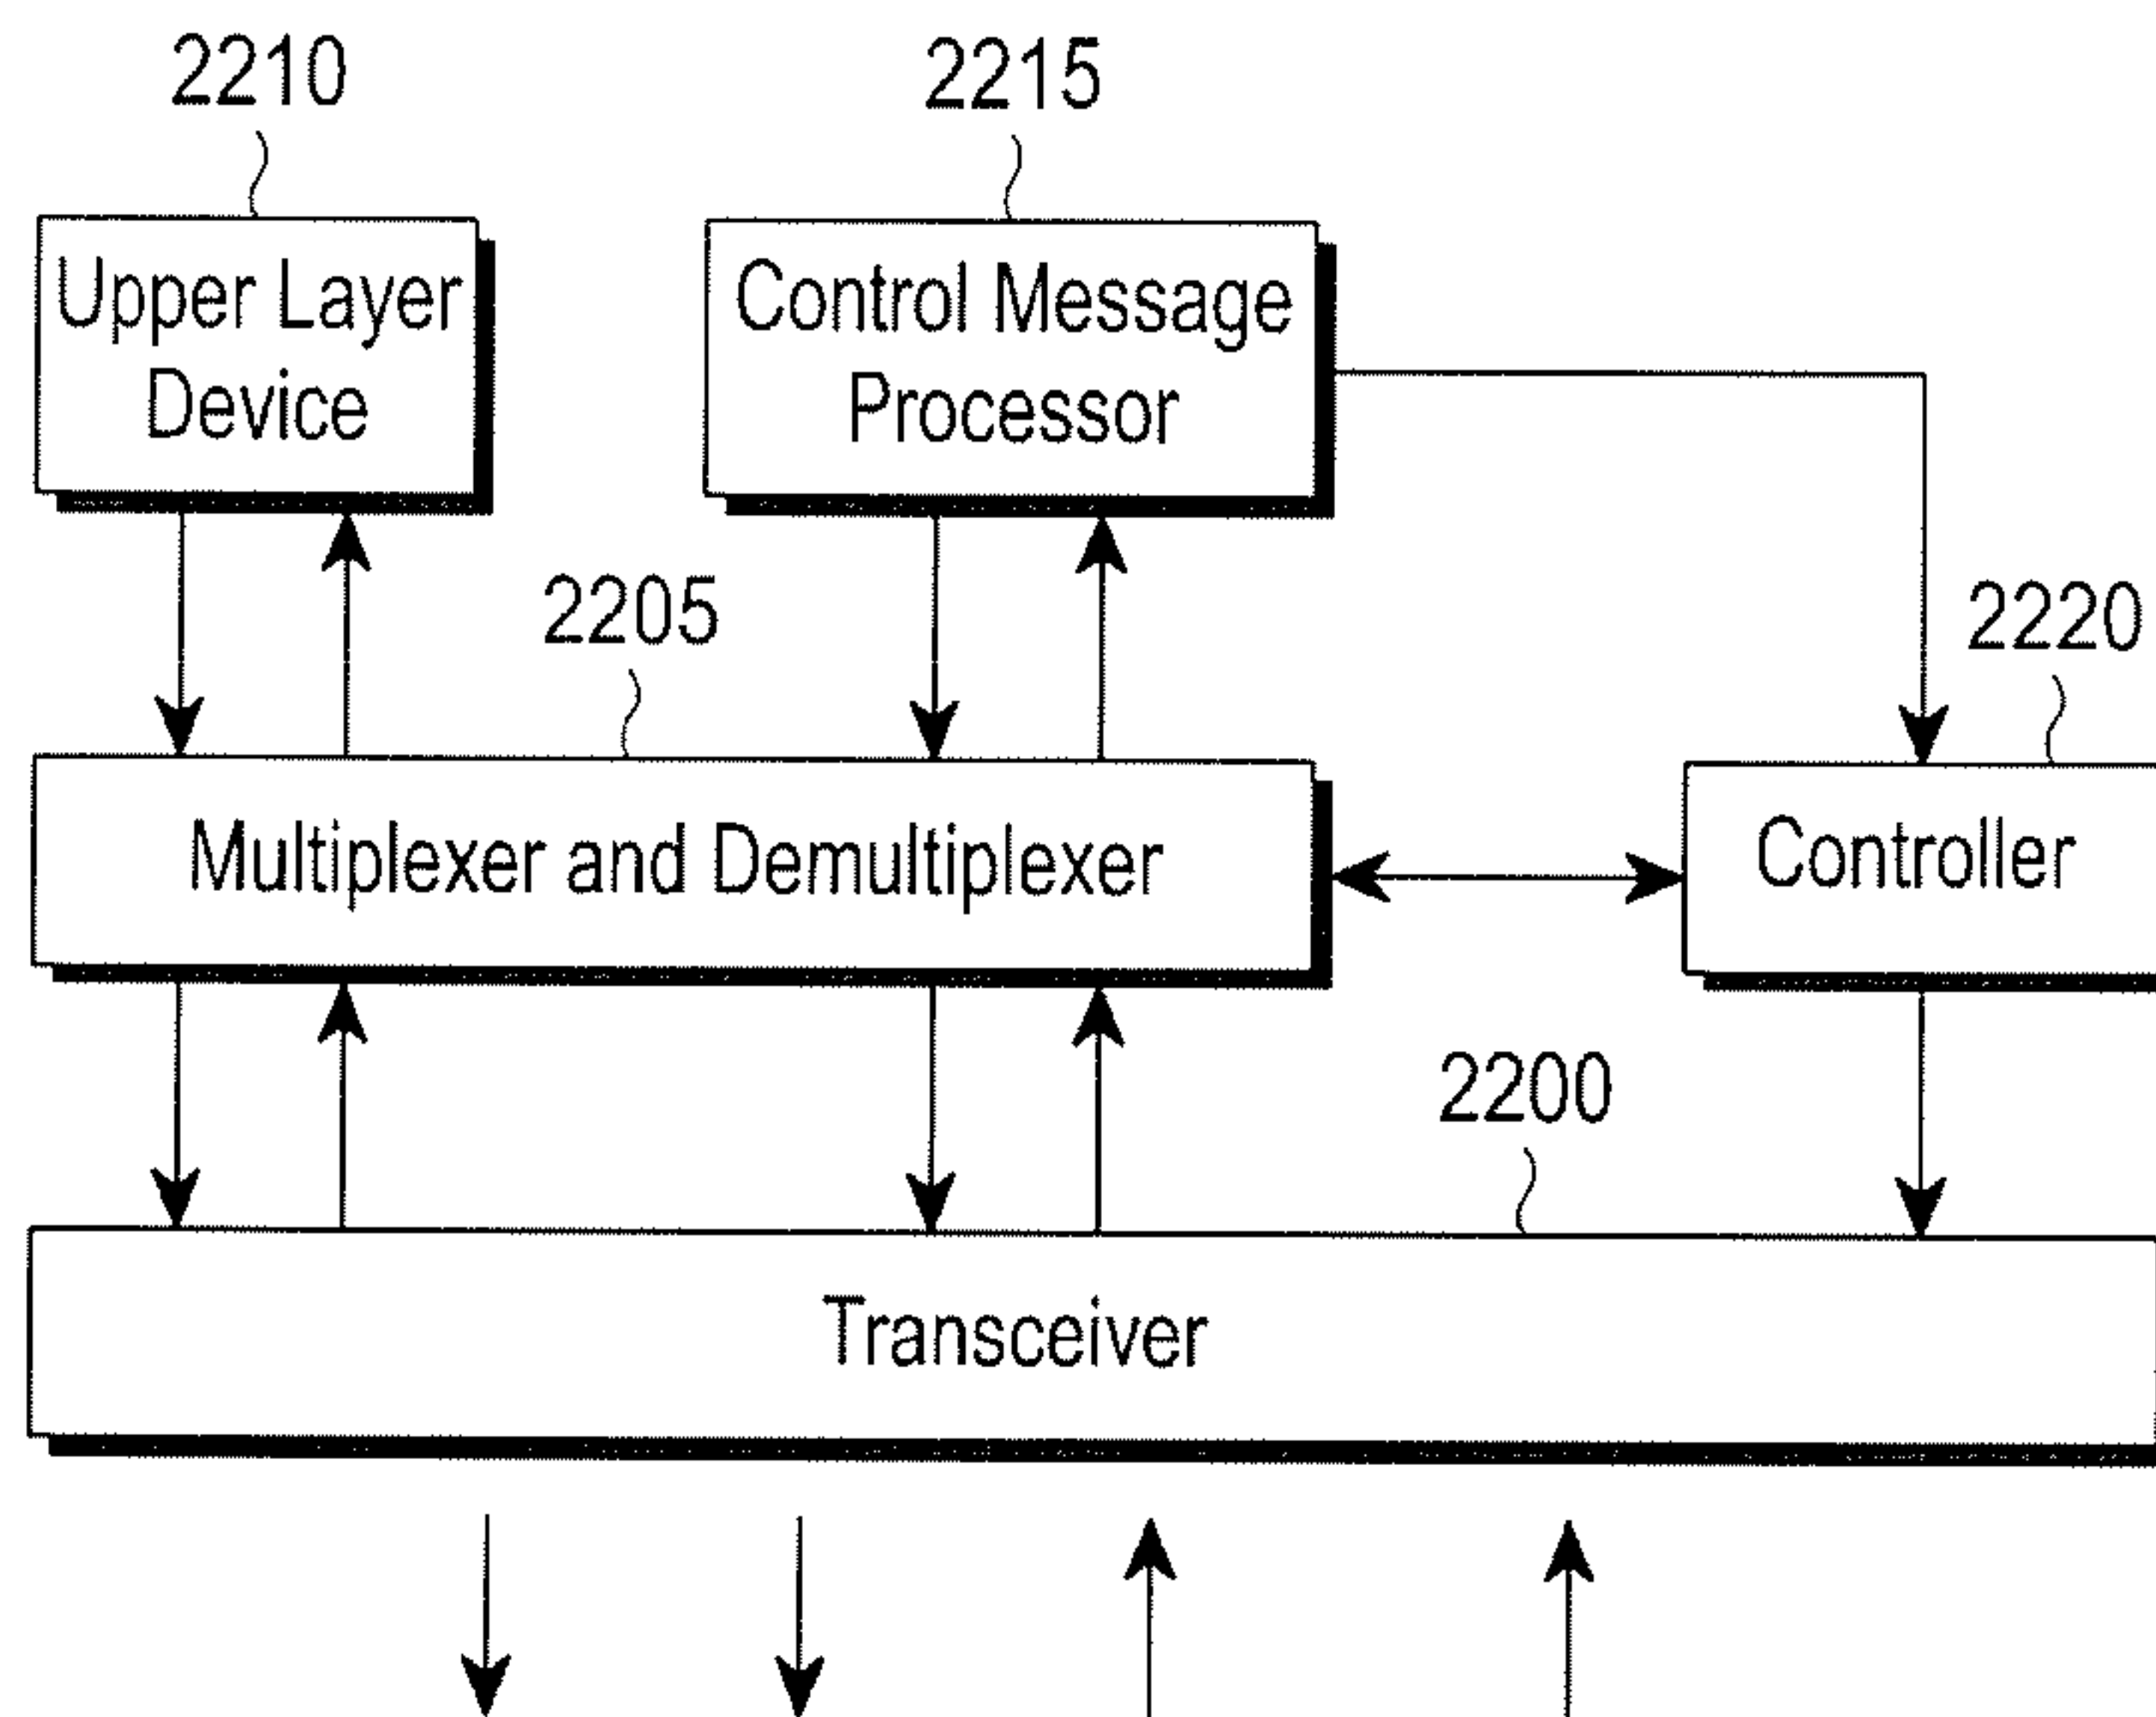 2210
2215
Upper Layer
Device
Control Message
Processor
2205
2220
Multiplexer and Demultiplexer
Controller
2200
Transceiver